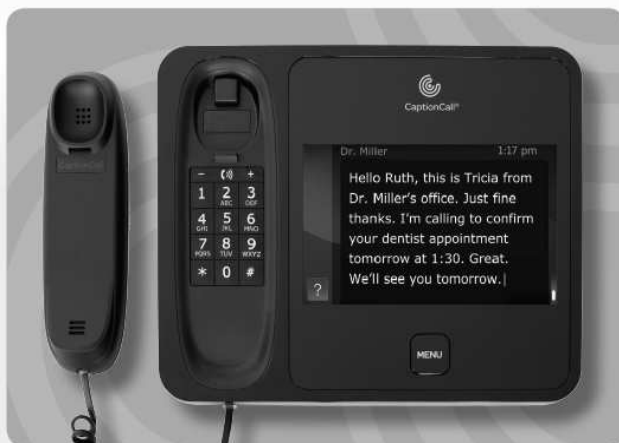 CaptionCall
CaptionCall®
Dr. Miller 1:17 pm
Hello Ruth, this is Tricia from
Dr. Miller's office. Just fine
thanks. I'm calling to confirm
your dentist appointment
tomorrow at 1:30. Great.
We'll see you tomorrow.|
?
MENU
− +
1 2 3
ABC DEF
4 5 6
GHI JKL MNO
7 8 9
PQRS TUV WXYZ
* 0 #